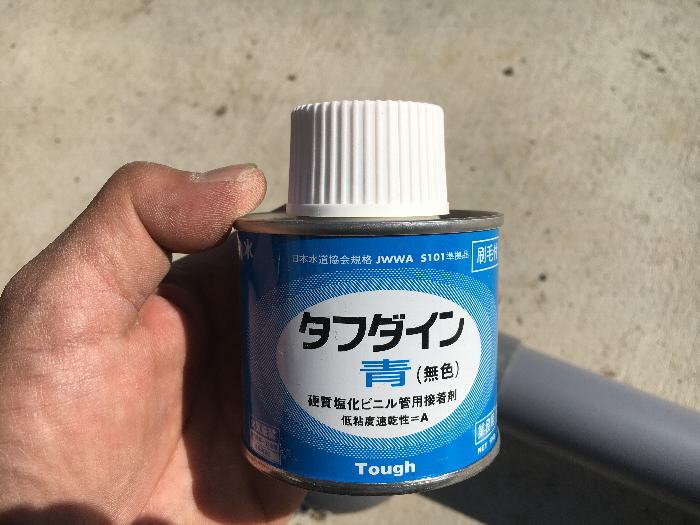 水
日本水道協会規格 JWWA S101準拠品
刷毛付
タフダイン
青(無色)
硬質塩化ビニル管用接着剤
低粘度速乾性=A
Tough